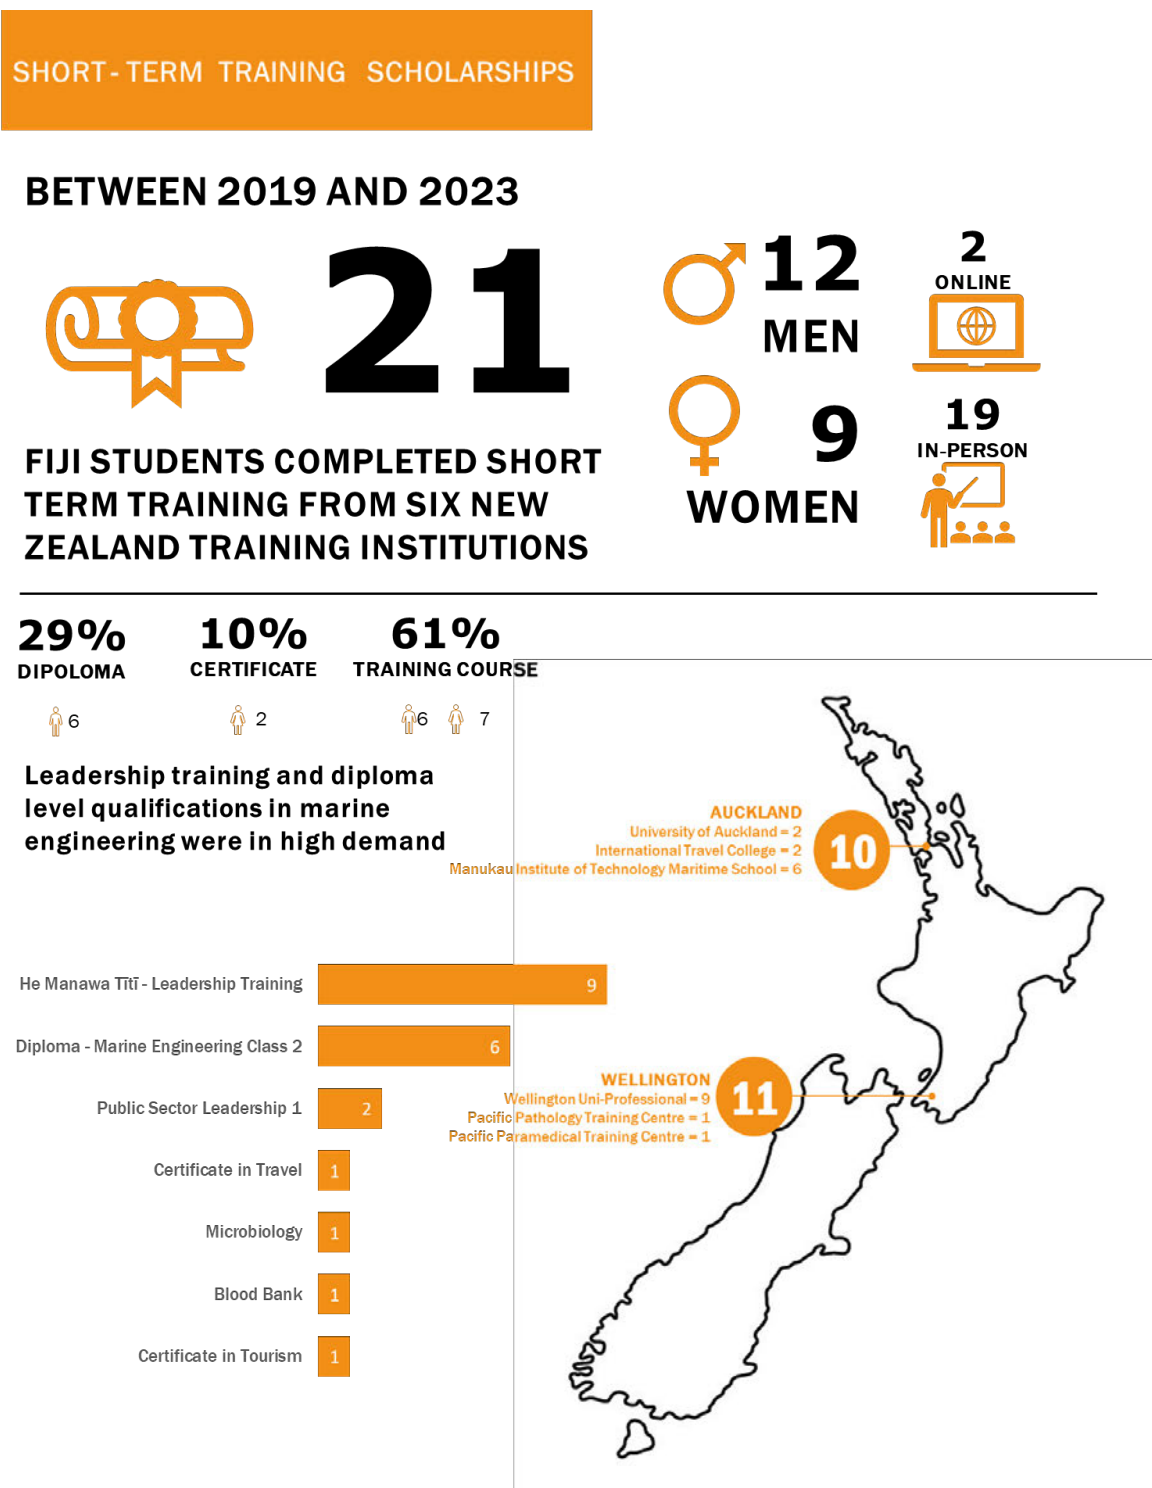 SHORT- TERM TRAINING SCHOLARSHIPS
BETWEEN 2019 AND 2023
21
FIJI STUDENTS COMPLETED SHORT
TERM TRAINING FROM SIX NEW
ZEALAND TRAINING INSTITUTIONS
12
MEN
9
WOMEN
2
ONLINE
19
IN-PERSON
29%
DIPOLOMA
6
10%
CERTIFICATE
2
61%
TRAINING COURSE
6 7
Leadership training and diploma
level qualifications in marine
engineering were in high demand
AUCKLAND
University of Auckland = 2
International Travel College = 2
Manukau Institute of Technology Maritime School = 6
10
He Manawa Tītī - Leadership Training 9
Diploma - Marine Engineering Class 2 6
Public Sector Leadership 1 2
Certificate in Travel 1
Microbiology 1
Blood Bank 1
Certificate in Tourism 1
WELLINGTON
Wellington Uni-Professional = 9
Pacific Pathology Training Centre = 1
Pacific Paramedical Training Centre = 1
11